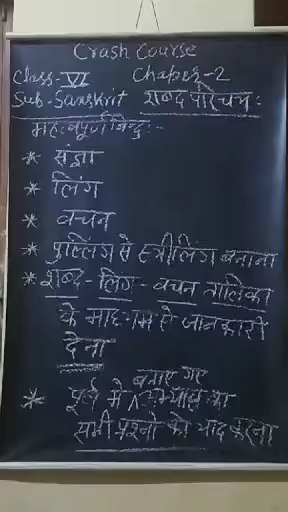 Crash Course
Class-VI Chapter-2
Sub-Sanskrit शब्द परिचय:
महत्वपूर्ण बिन्दु:-
* संज्ञा
* लिंग
* वचन
* पुल्लिंग से स्त्रीलिंग बनाना
* शब्द - लिंग - वचन तालिका
के माध्यम से जानकारी
देना
बताए गए
* पूर्व में ^ अभ्यास का
सभी प्रश्नो को याद करना